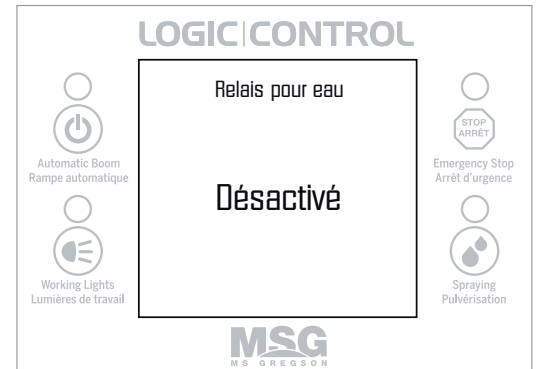 LOGIC|CONTROL
Relais pour eau
Désactivé
Automatic Boom
Rampe automatique
Working Lights
Lumières de travail
STOP
ARRÊT
Emergency Stop
Arrêt d'urgence
Spraying
Pulvérisation
MSG
MS GREGSON